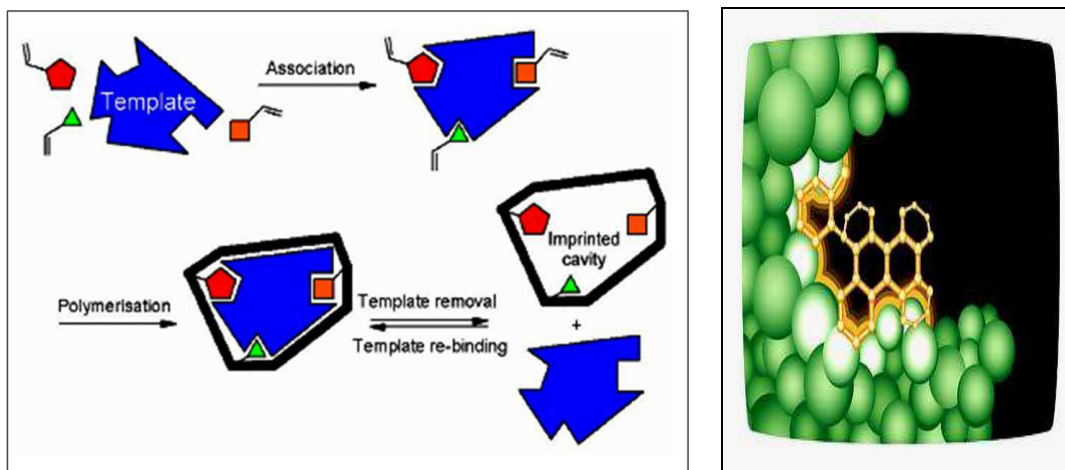 Template
Association
Polymerisation
Template removal
Template re-binding
Imprinted
cavity
+